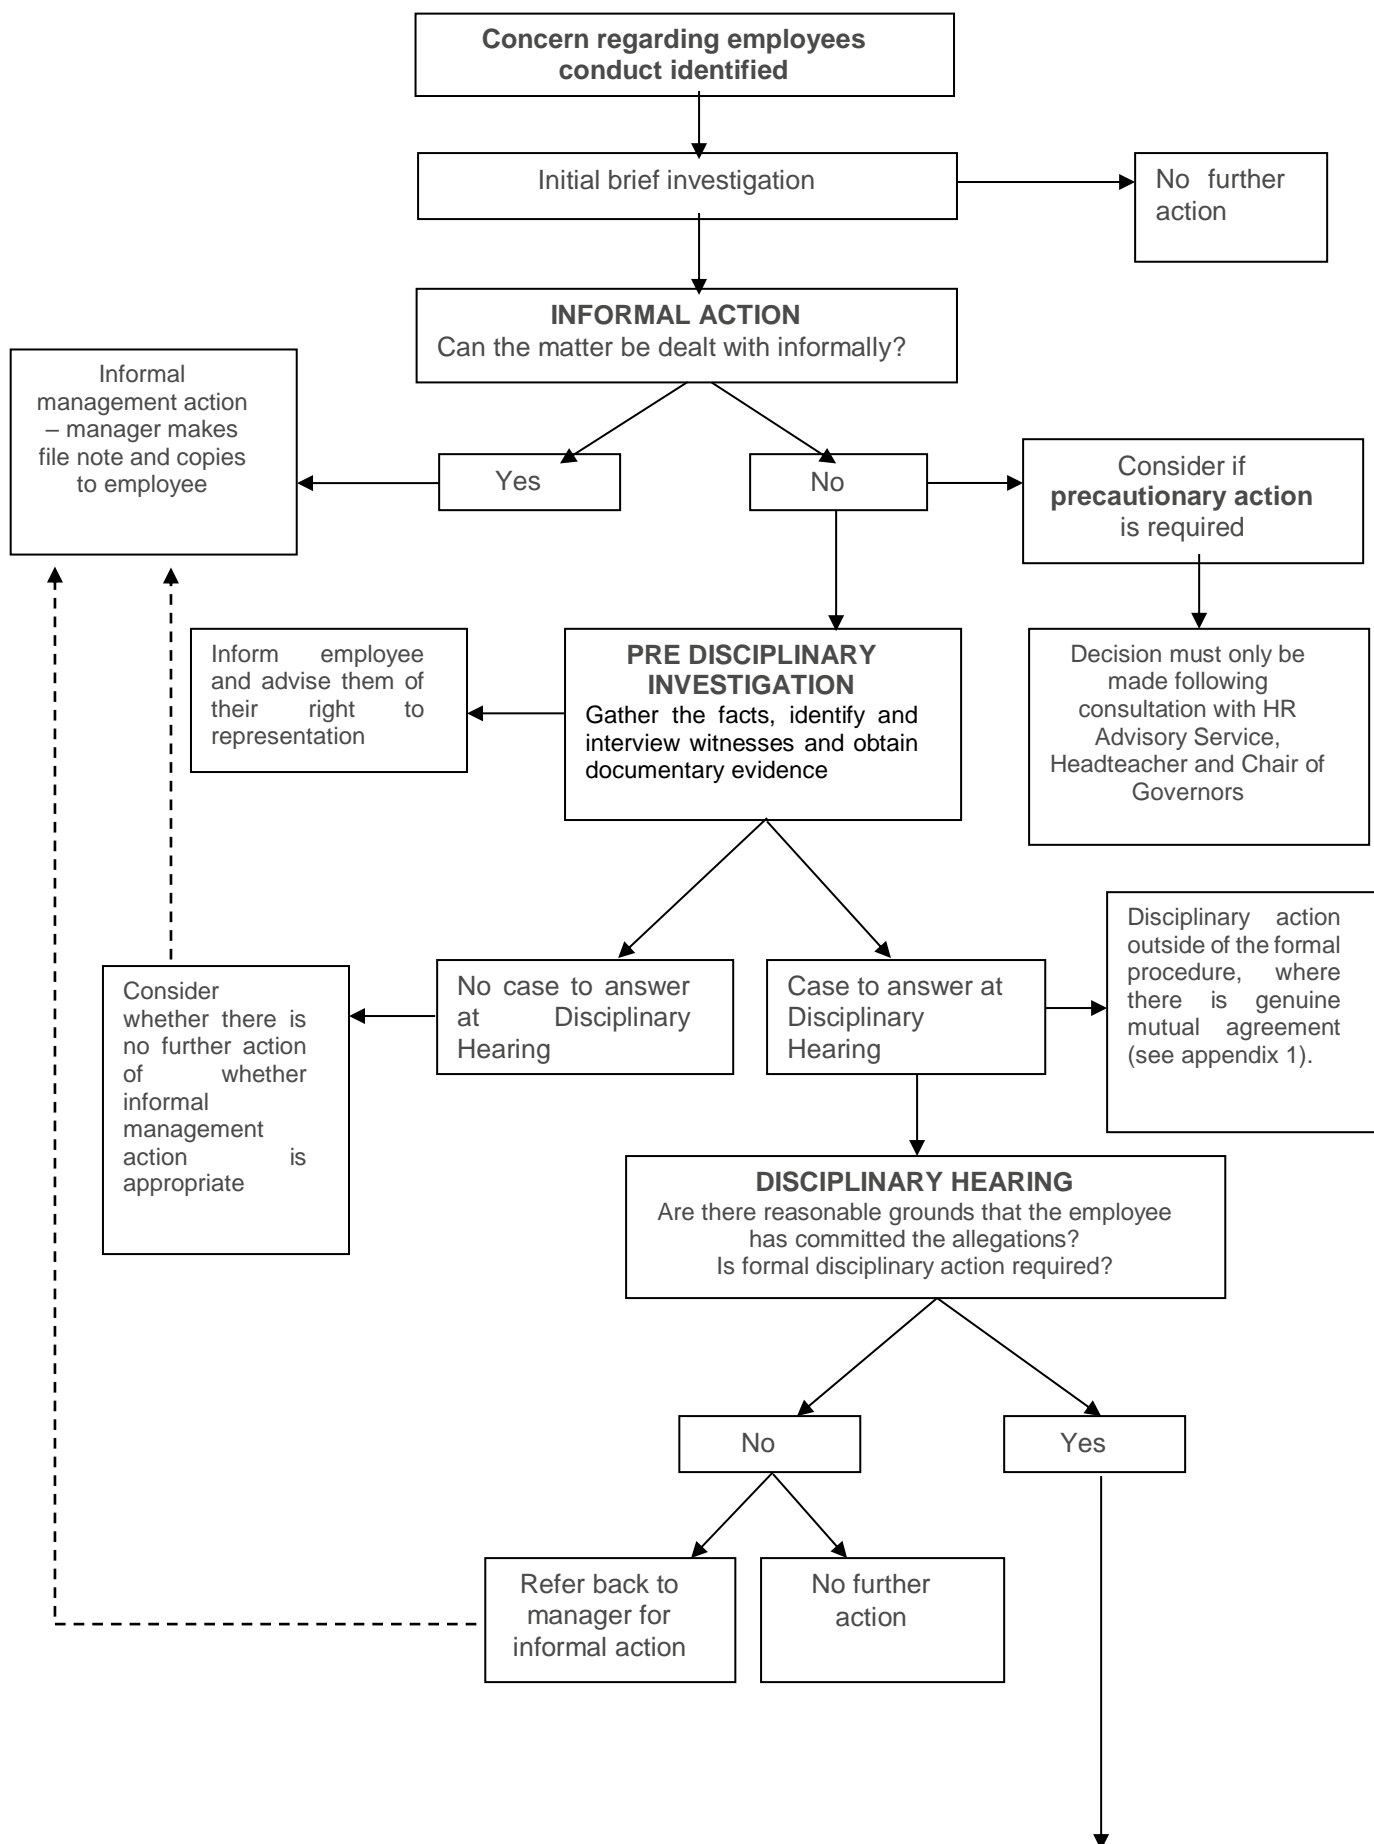 Concern regarding employees
conduct identified
Initial brief investigation
No further
action
INFORMAL ACTION
Can the matter be dealt with informally?
Informal
management action
– manager makes
file note and copies
to employee
Yes
No
Consider if
precautionary action
is required
Inform employee
and advise them of
their right to
representation
PRE DISCIPLINARY
INVESTIGATION
Gather the facts, identify and
interview witnesses and obtain
documentary evidence
Decision must only be
made following
consultation with HR
Advisory Service,
Headteacher and Chair of
Governors
Consider
whether there is
no further action
of whether
informal
management
action is
appropriate
No case to answer
at Disciplinary
Hearing
Case to answer at
Disciplinary
Hearing
Disciplinary action
outside of the formal
procedure, where
there is genuine
mutual agreement
(see appendix 1).
DISCIPLINARY HEARING
Are there reasonable grounds that the employee
has committed the allegations?
Is formal disciplinary action required?
No
Yes
Refer back to
manager for
informal action
No further
action